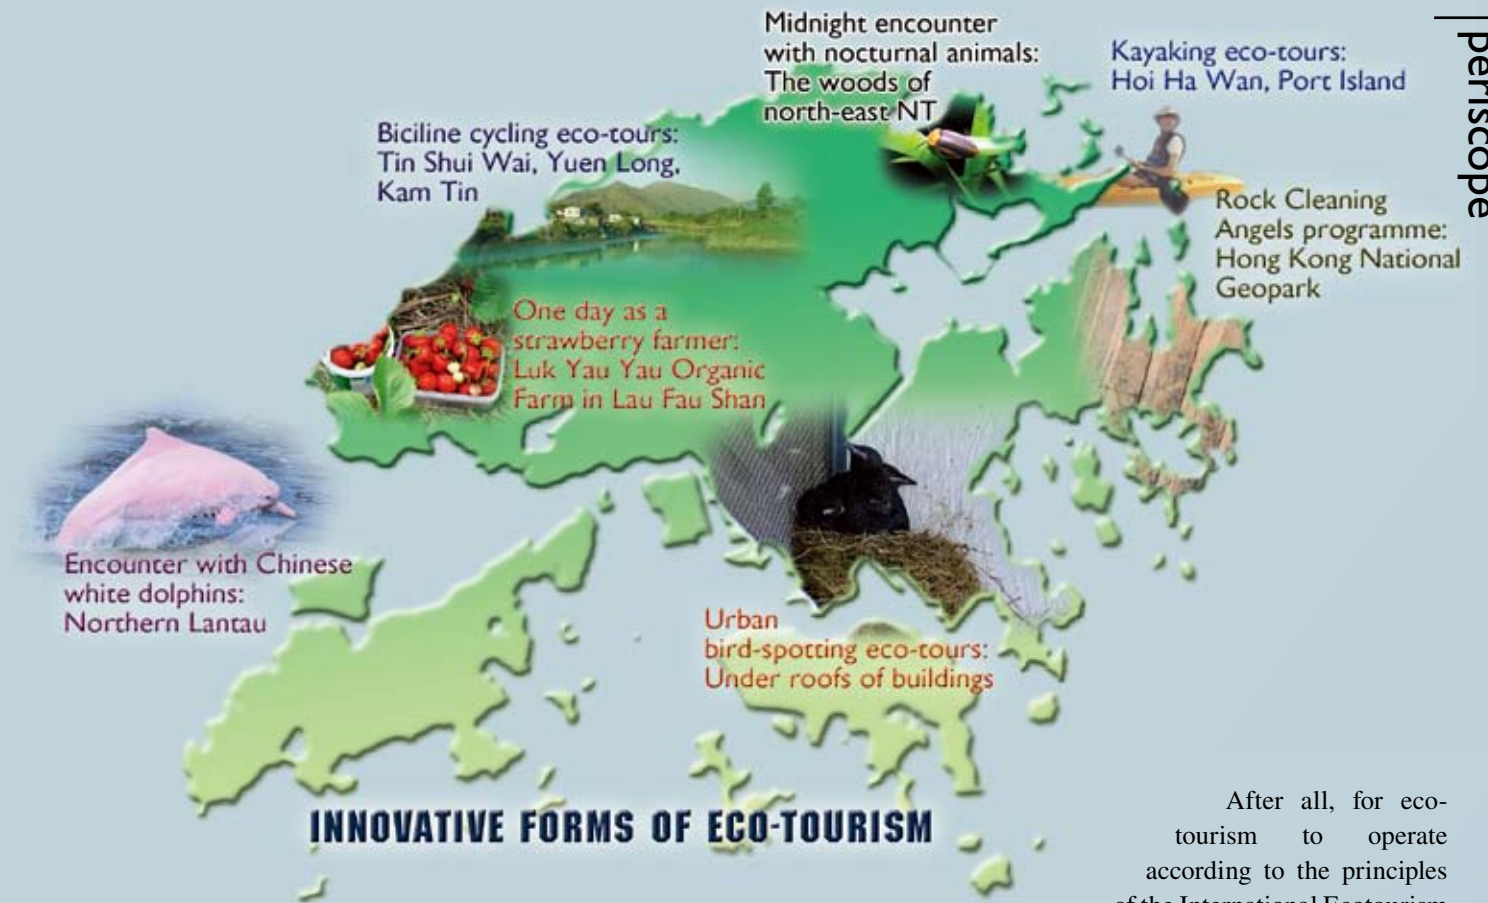 periscope
Midnight encounter
with nocturnal animals:
The woods of
north-east NT
Kayaking eco-tours:
Hoi Ha Wan, Port Island
Biciline cycling eco-tours:
Tin Shui Wai, Yuen Long,
Kam Tin
Rock Cleaning
Angels programme:
Hong Kong National
Geopark
One day as a
strawberry farmer:
Luk Yau Yau Organic
Farm in Lau Fau Shan
Encounter with Chinese
white dolphins:
Northern Lantau
Urban
bird-spotting eco-tours:
Under roofs of buildings
INNOVATIVE FORMS OF ECO-TOURISM
After all, for eco-
tourism to operate
according to the principles
of the International Ecotourism